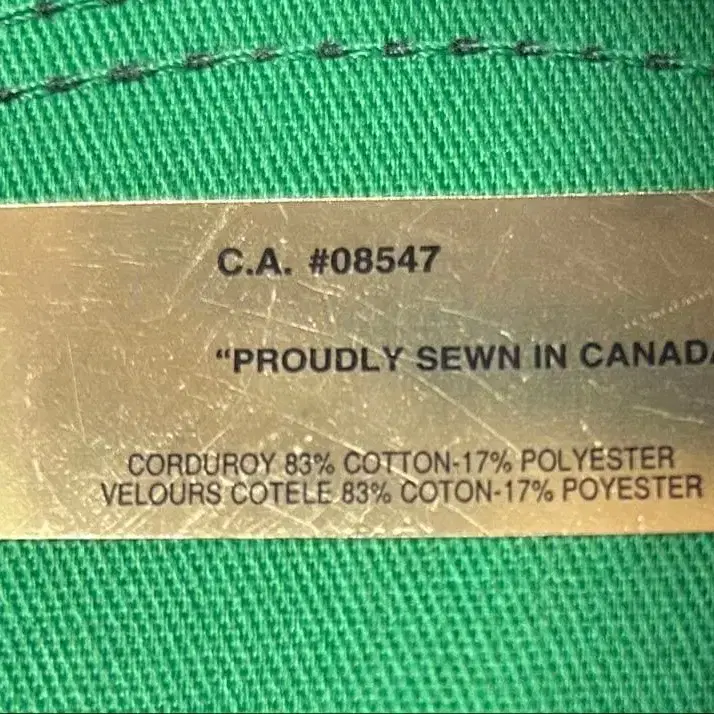 C.A. #08547
“PROUDLY SEWN IN CANADA
CORDUROY 83% COTTON-17% POLYESTER
VELOURS COTELE 83% COTON-17% POYESTER